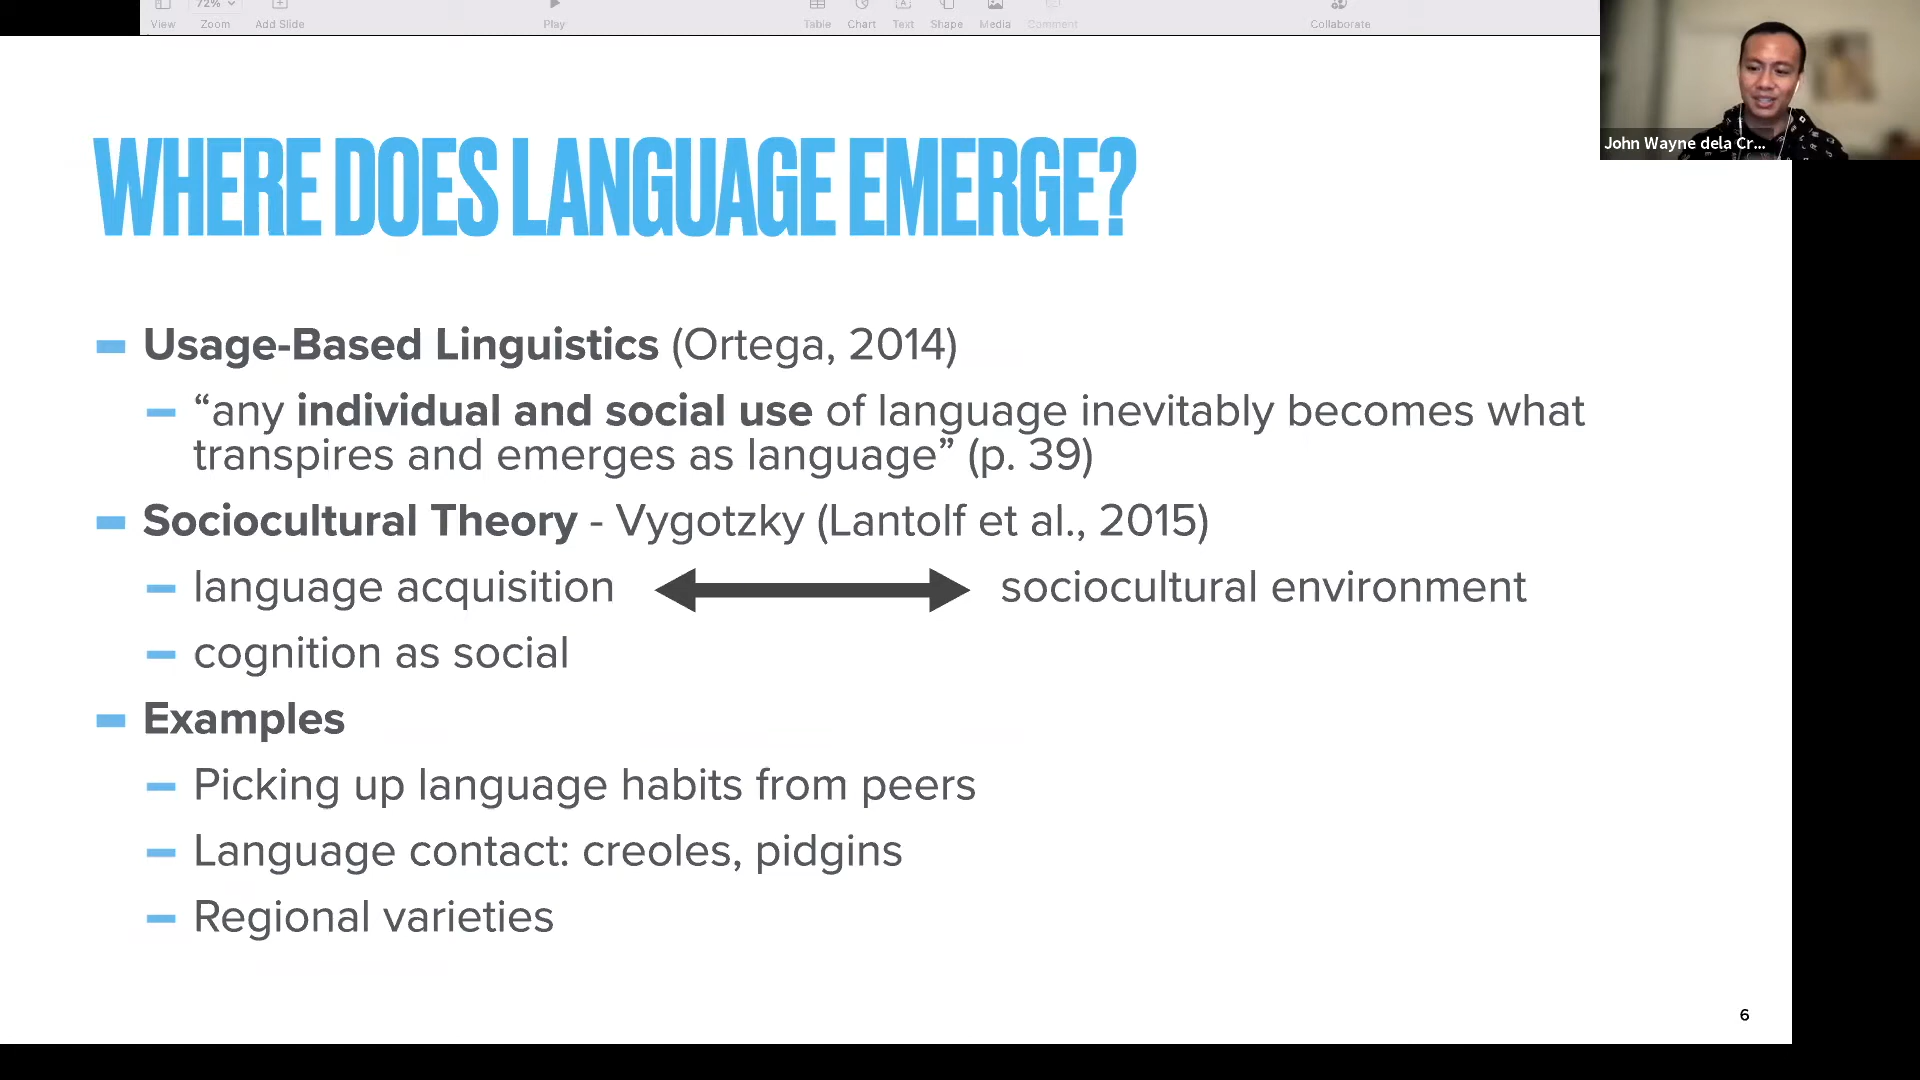 72%
View
Zoom
Add Slide
Play
Table
Chart
Text
Shape
Media
Comment
Collaborate
John Wayne dela Cr...
WHERE DOES LANGUAGE EMERGE?
Usage-Based Linguistics (Ortega, 2014)
“any individual and social use of language inevitably becomes what
transpires and emerges as language” (p. 39)
Sociocultural Theory - Vygotzky (Lantolf et al., 2015)
language acquisition sociocultural environment
cognition as social
Examples
Picking up language habits from peers
Language contact: creoles, pidgins
Regional varieties
6